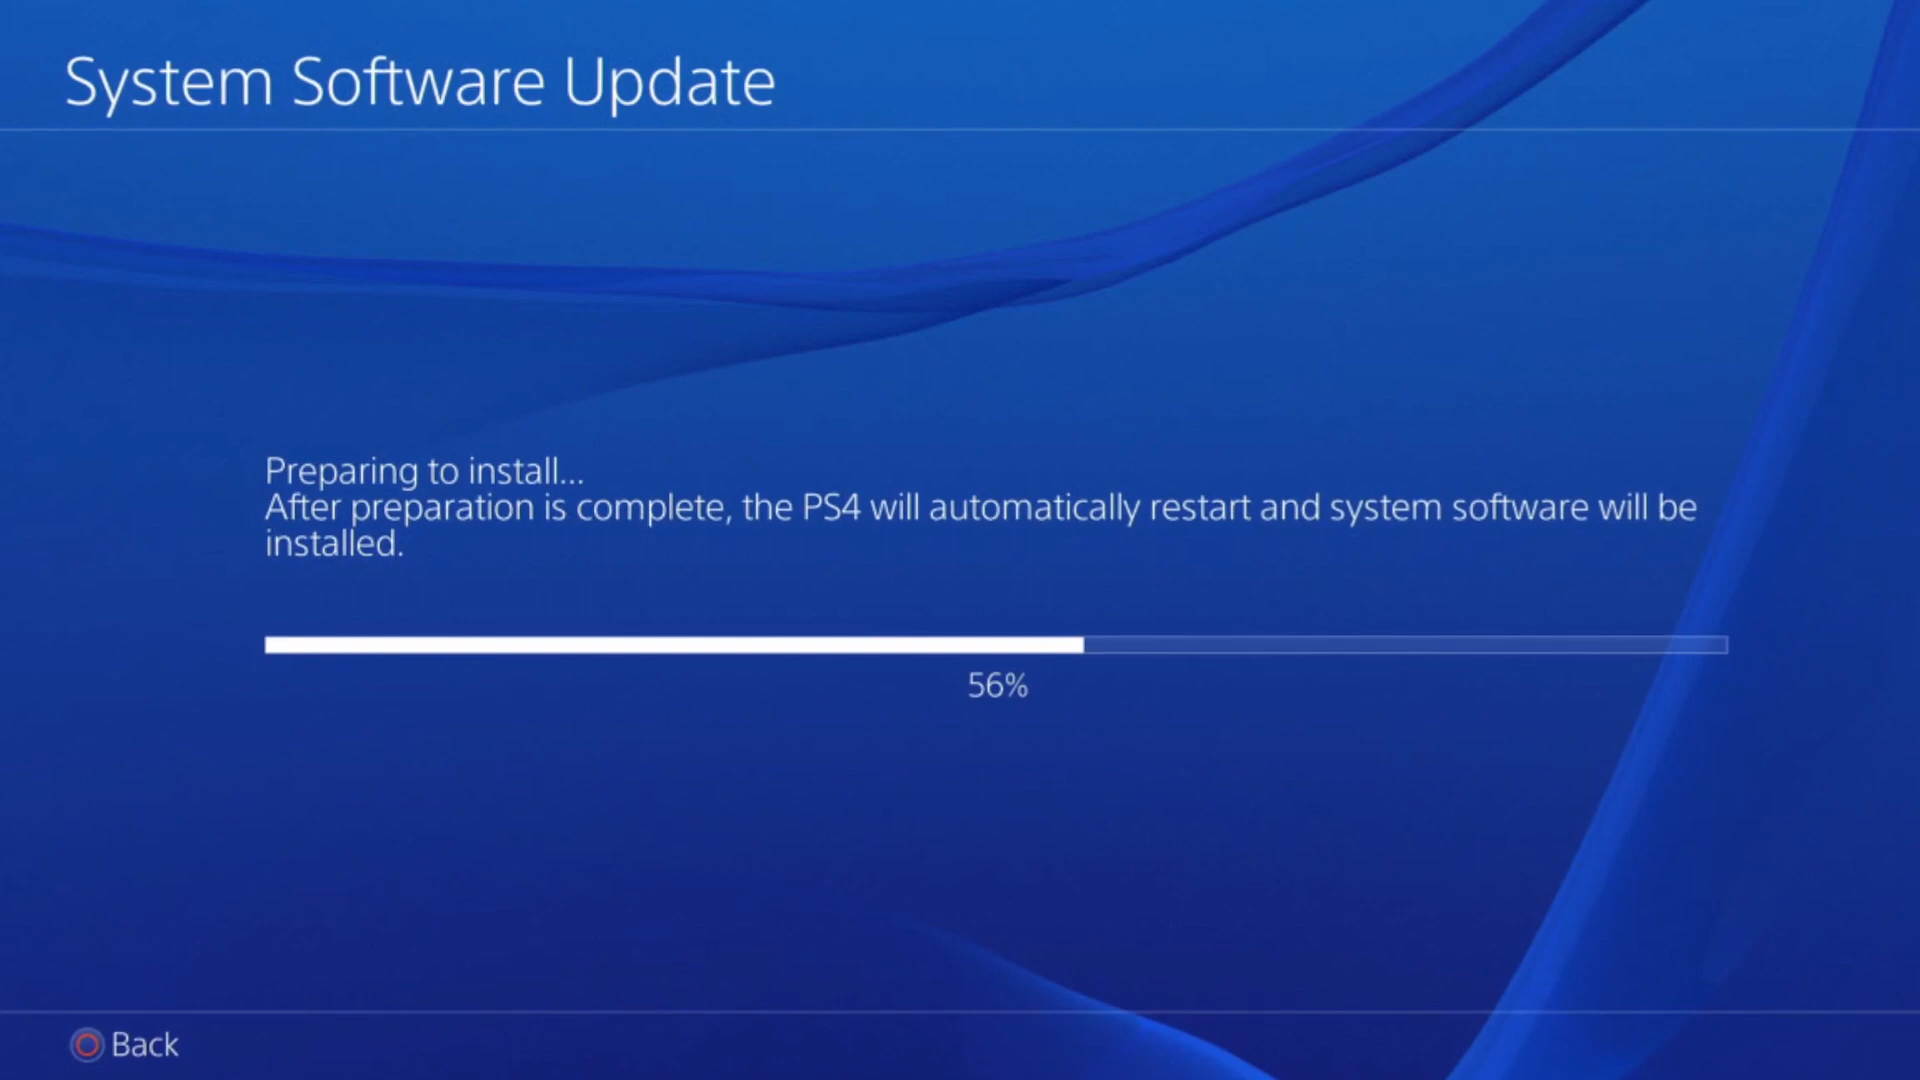 System Software Update
Preparing to install...
After preparation is complete, the PS4 will automatically restart and system software will be
installed.
56%
Back